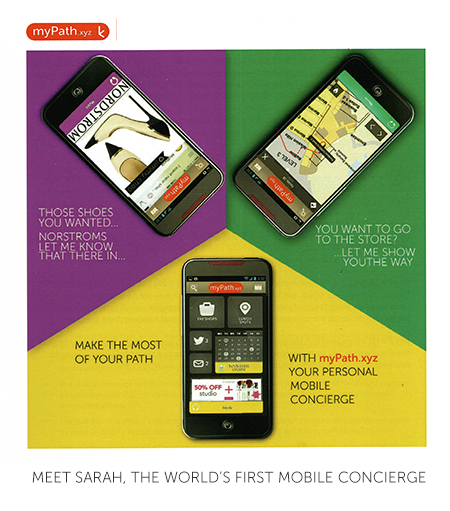 myPath.xyz
NORDSTROM
myPath.xyz
LEVEL 3
THOSE SHOES
YOU WANTED...
NORSTROMS
LET ME KNOW
THAT THERE IN...
YOU WANT TO GO
TO THE STORE?
...LET ME SHOW
YOUTHE WAY
myPath.xyz
MAKE THE MOST
OF YOUR PATH
50% OFF
studio
WITH myPath.xyz
YOUR PERSONAL
MOBILE
CONCIERGE
MEET SARAH, THE WORLD'S FIRST MOBILE CONCIERGE